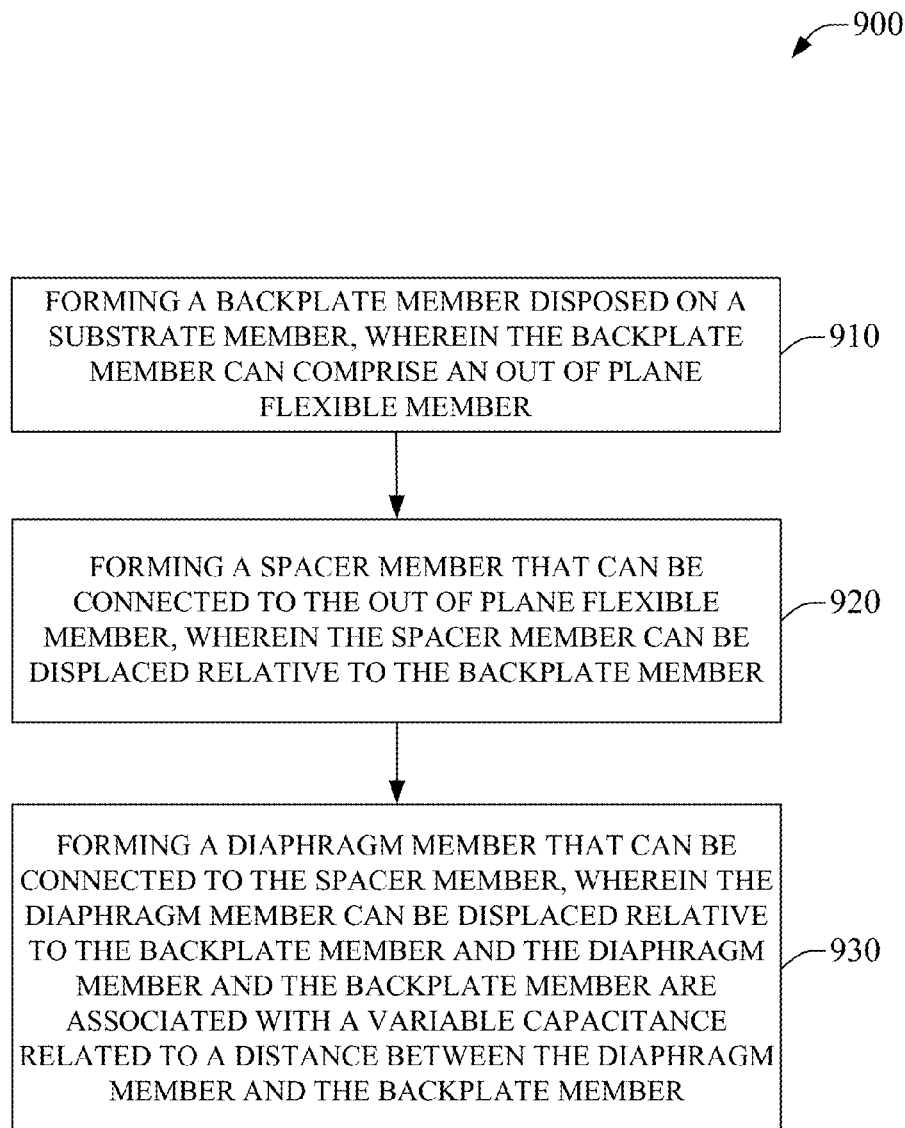 900
FORMING A BACKPLATE MEMBER DISPOSED ON A
SUBSTRATE MEMBER, WHEREIN THE BACKPLATE
MEMBER CAN COMPRISE AN OUT OF PLANE
FLEXIBLE MEMBER
910
FORMING A SPACER MEMBER THAT CAN BE
CONNECTED TO THE OUT OF PLANE FLEXIBLE
MEMBER, WHEREIN THE SPACER MEMBER CAN BE
DISPLACED RELATIVE TO THE BACKPLATE MEMBER
920
FORMING A DIAPHRAGM MEMBER THAT CAN BE
CONNECTED TO THE SPACER MEMBER, WHEREIN THE
DIAPHRAGM MEMBER CAN BE DISPLACED RELATIVE
TO THE BACKPLATE MEMBER AND THE DIAPHRAGM
MEMBER AND THE BACKPLATE MEMBER ARE
ASSOCIATED WITH A VARIABLE CAPACITANCE
RELATED TO A DISTANCE BETWEEN THE DIAPHRAGM
MEMBER AND THE BACKPLATE MEMBER
930